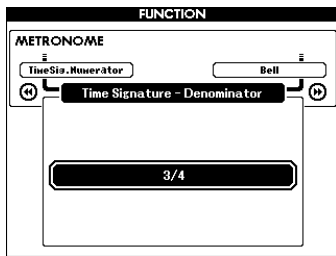 FUNCTION
METRONOME
TimeSig.Numerator
Bell
Time Signature - Denominator
3/4